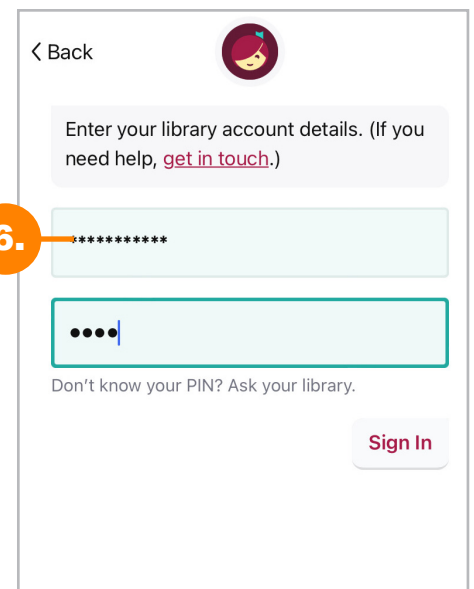 Back
Enter your library account details. (If you
need help, get in touch.)
6.
***********
••••
Don't know your PIN? Ask your library.
Sign In